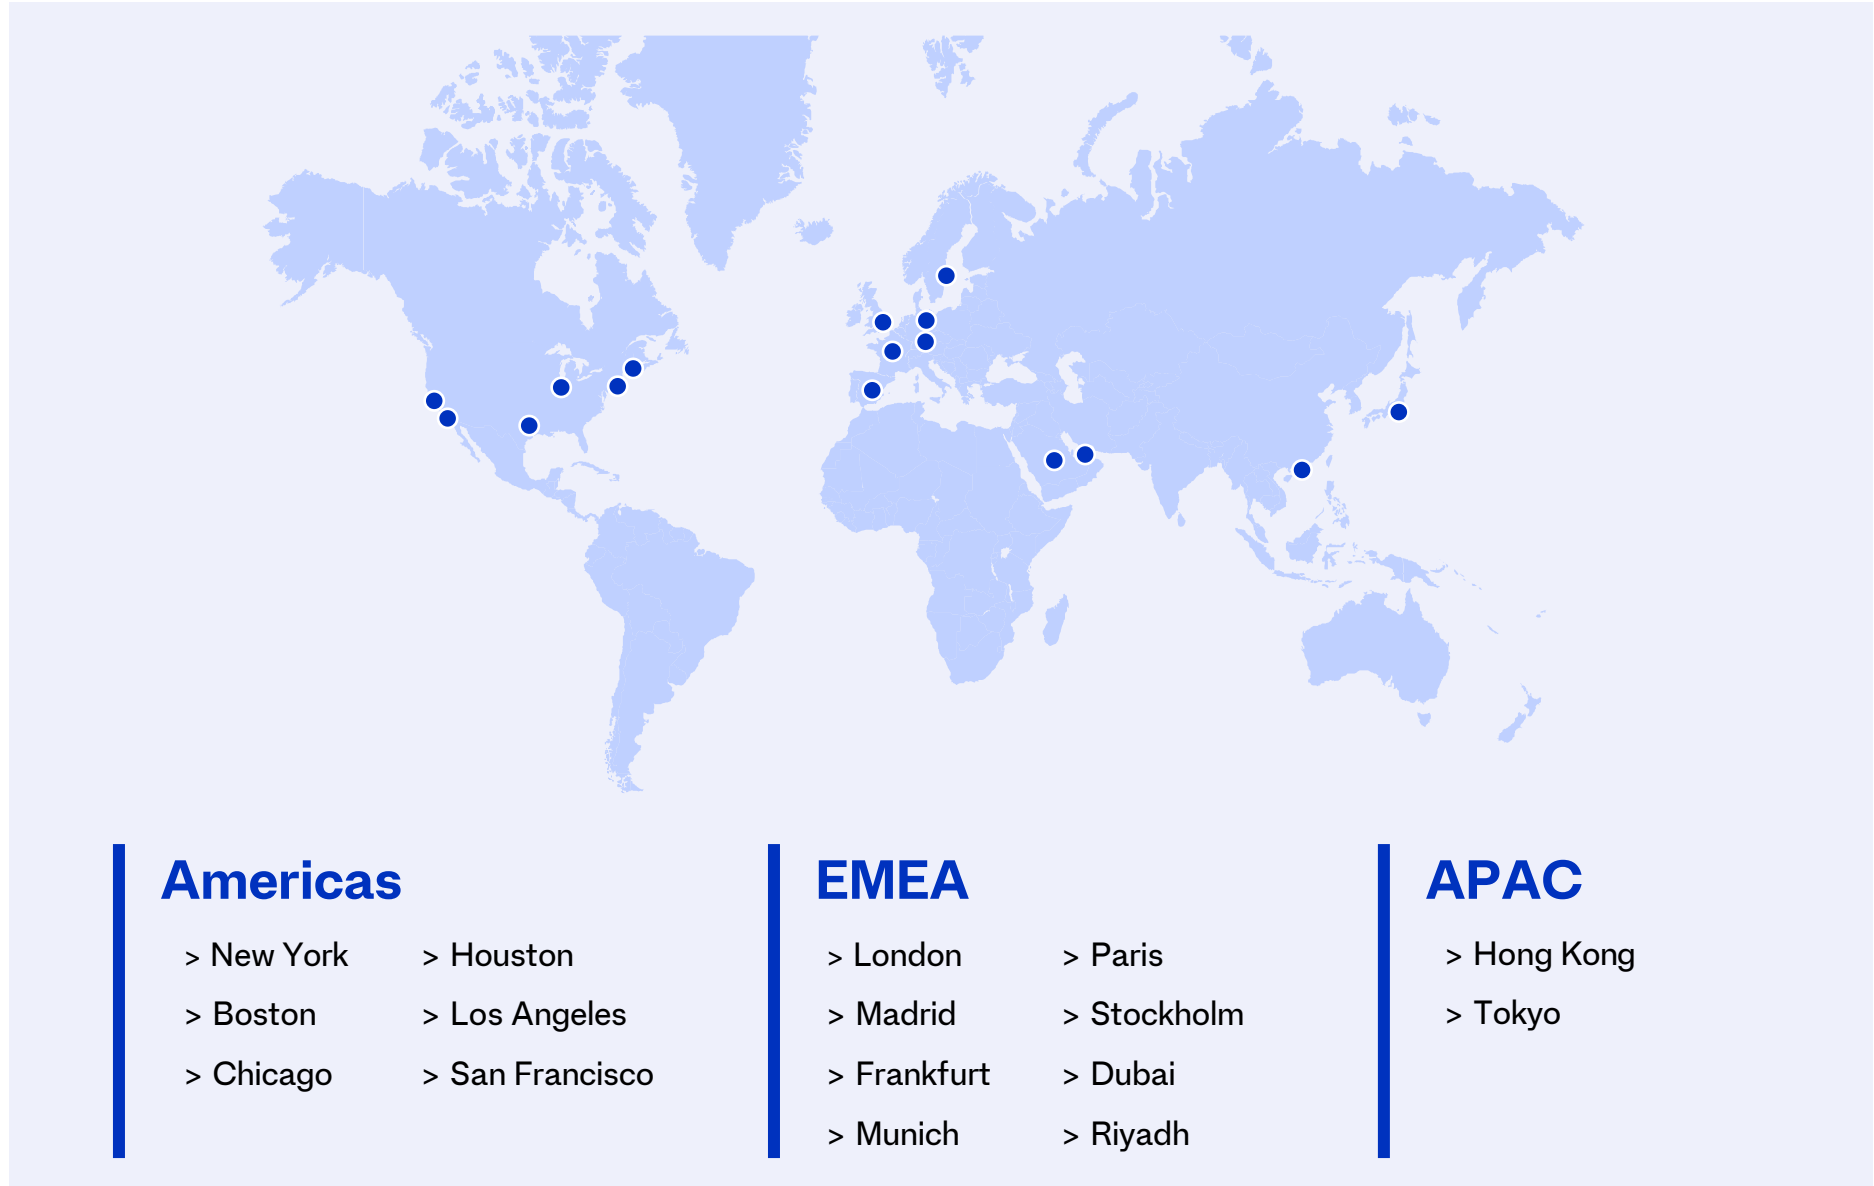 Americas
> New York
> Boston
> Chicago
> Houston
> Los Angeles
> San Francisco
EMEA
> London
> Madrid
> Frankfurt
> Munich
> Paris
> Stockholm
> Dubai
> Riyadh
APAC
> Hong Kong
> Tokyo